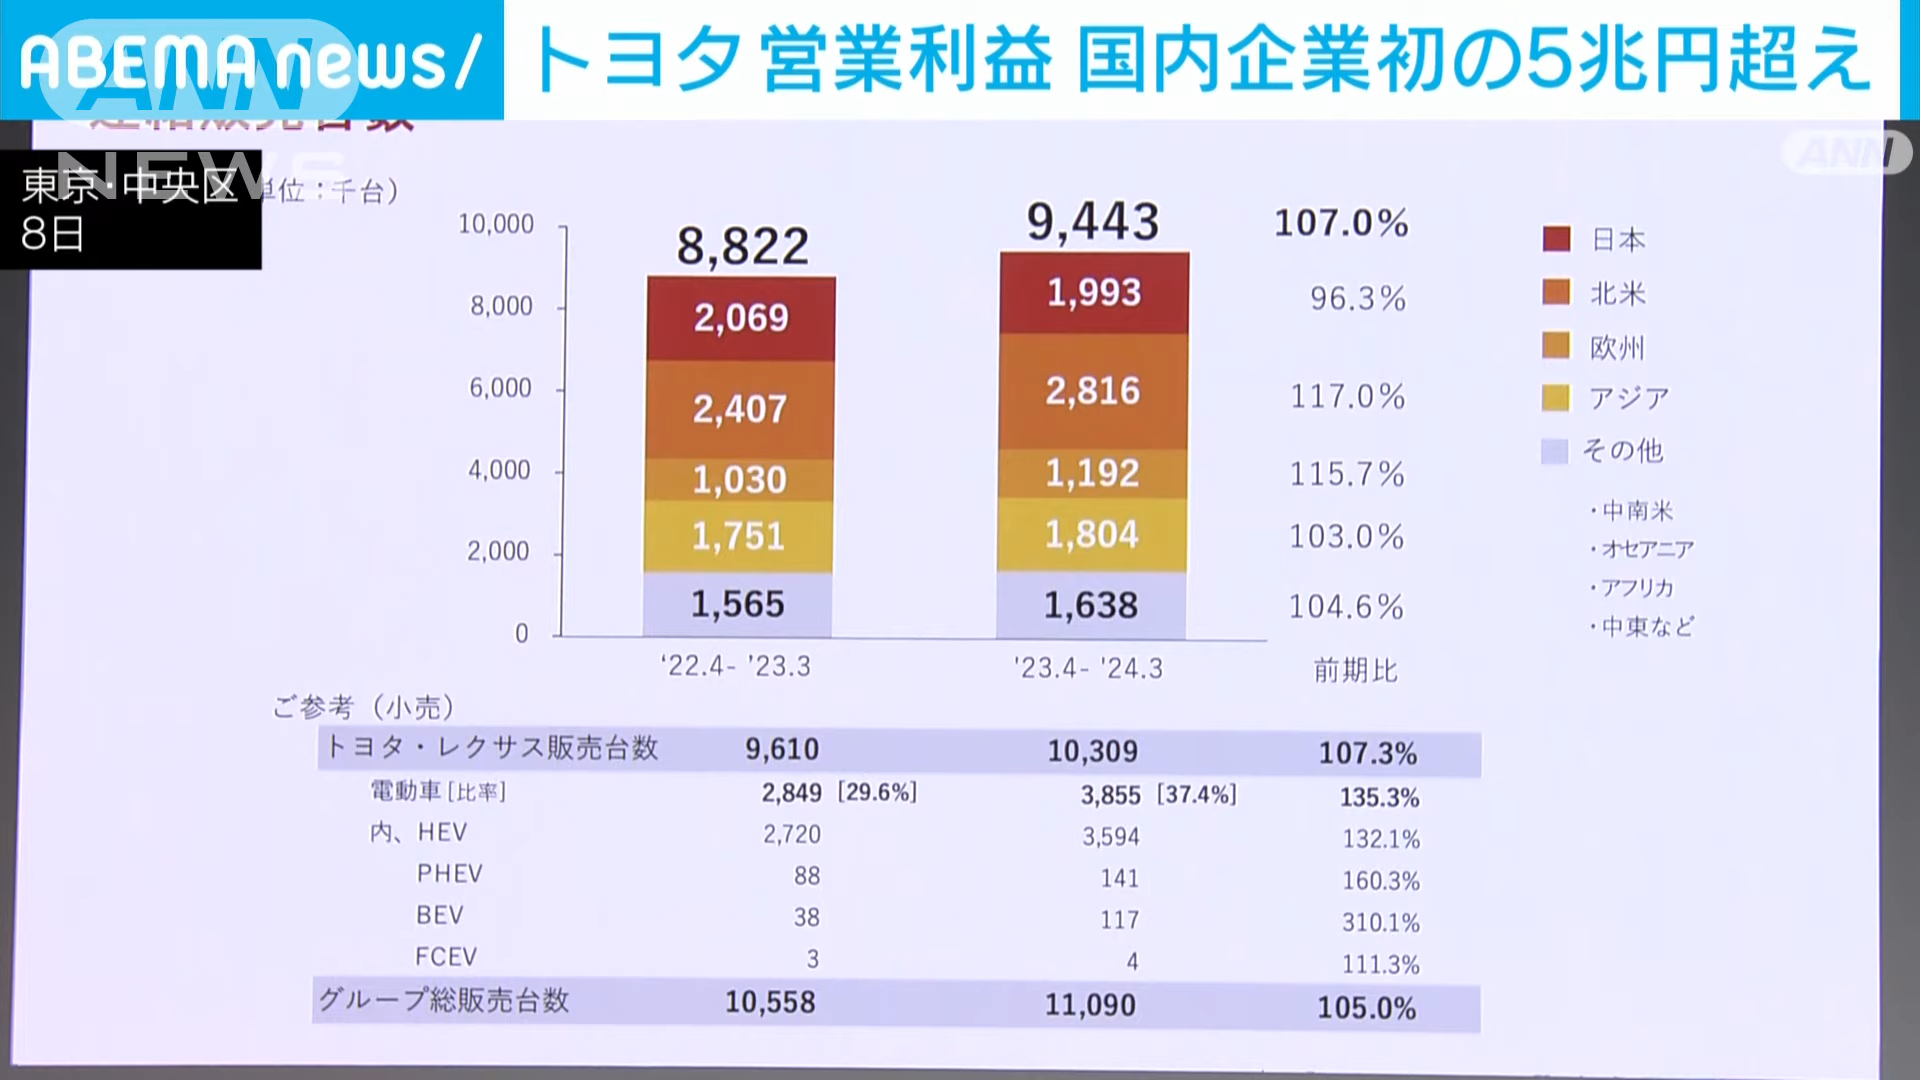 ABEMA news/
トヨタ 営業利益 国内企業初の5兆円超え
ANN
NEWS
ANN
連結販売台数
東京・中央区
8日
単位：千台）
10,000
8,000
6,000
4,000
2,000
0
8,822
2,069
2,407
1,030
1,751
1,565
'22.4- '23.3
9,443
1,993
2,816
1,192
1,804
1,638
'23.4- '24.3
107.0%
96.3%
117.0%
115.7%
103.0%
104.6%
前期比
日本
北米
欧州
アジア
その他
・中南米
・オセアニア
・アフリカ
・中東など
ご参考（小売）
トヨタ・レクサス販売台数 9,610 10,309 107.3%
電動車[比率] 2,849 [29.6%] 3,855 [37.4%] 135.3%
内、HEV 2,720 3,594 132.1%
PHEV 88 141 160.3%
BEV 38 117 310.1%
FCEV 3 4 111.3%
グループ総販売台数 10,558 11,090 105.0%